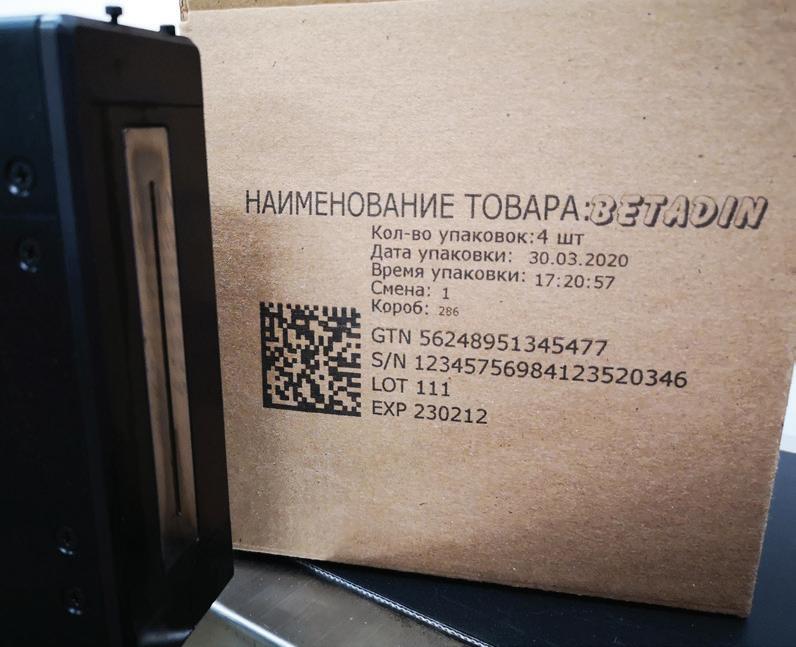 НАИМЕНОВАНИЕ ТОВАРА:BETADIN
Кол-во упаковок:4 шт
Дата упаковки: 30.03.2020
Время упаковки: 17:20:57
Смена: 1
Короб: 286
GTN 56248951345477
S/N 12345756984123520346
LOT 111
EXP 230212